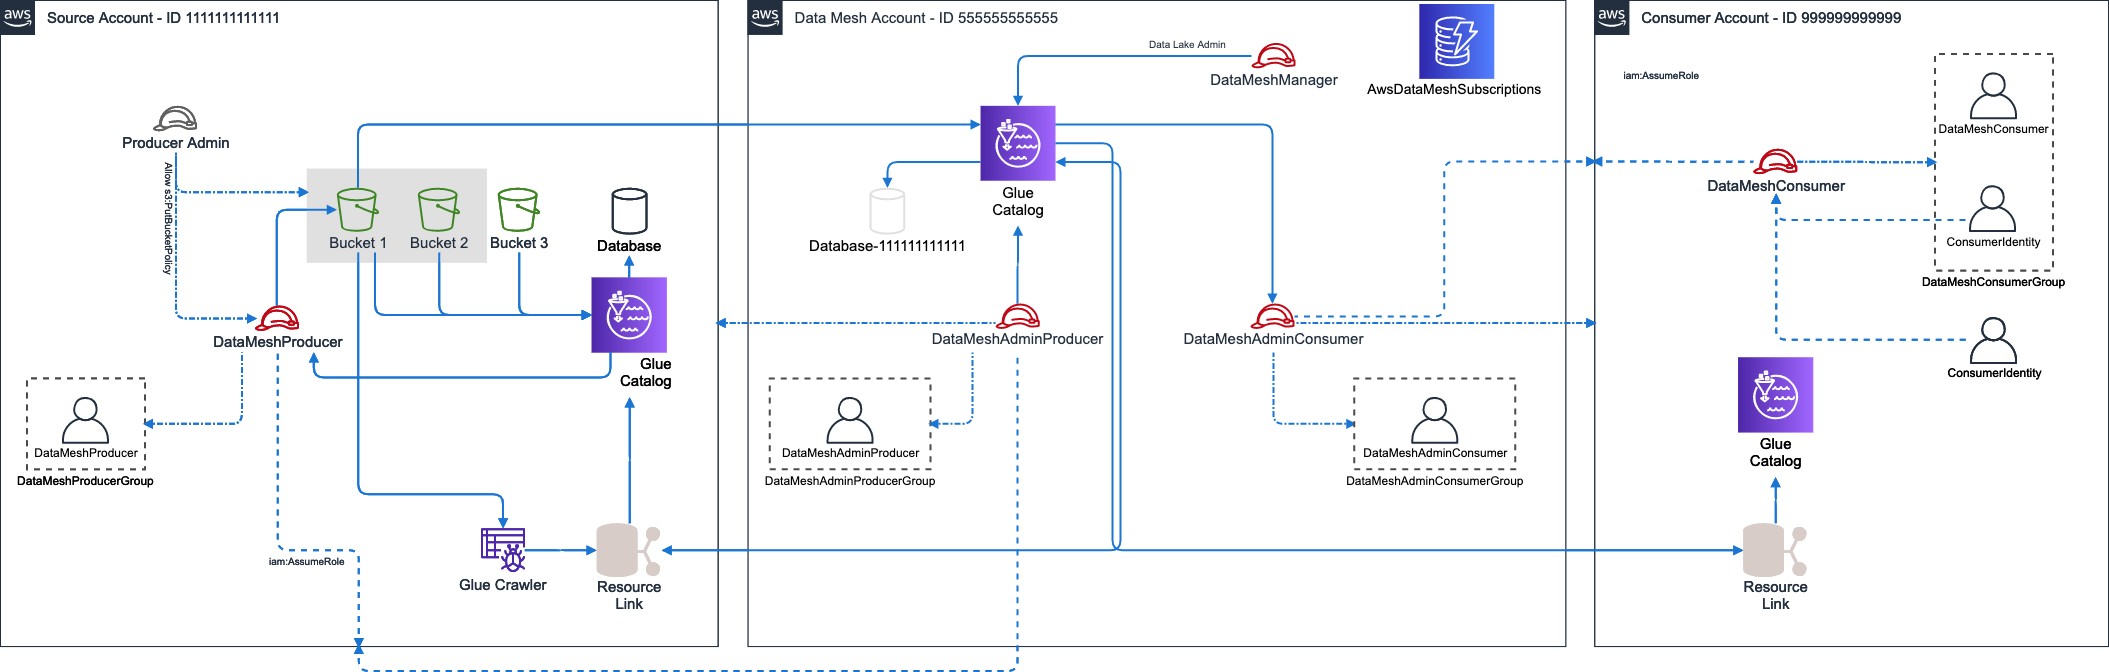 aws
Source Account - ID 1111111111111
Producer Admin
Allow s3:PutBucketPolicy
Bucket 1
Bucket 2
Bucket 3
Database
Glue
Catalog
DataMeshProducer
DataMeshProducer
DataMeshProducerGroup
iam:AssumeRole
Glue Crawler
Resource
Link
aws
Data Mesh Account - ID 555555555555
Data Lake Admin
DataMeshManager
AwsDataMeshSubscriptions
Glue
Catalog
Database-111111111111
DataMeshAdminProducer
DataMeshAdminConsumer
DataMeshAdminProducer
DataMeshAdminProducerGroup
DataMeshAdminConsumer
DataMeshAdminConsumerGroup
aws
Consumer Account - ID 999999999999
iam:AssumeRole
DataMeshConsumer
DataMeshConsumer
ConsumerIdentity
DataMeshConsumerGroup
ConsumerIdentity
Glue
Catalog
Resource
Link